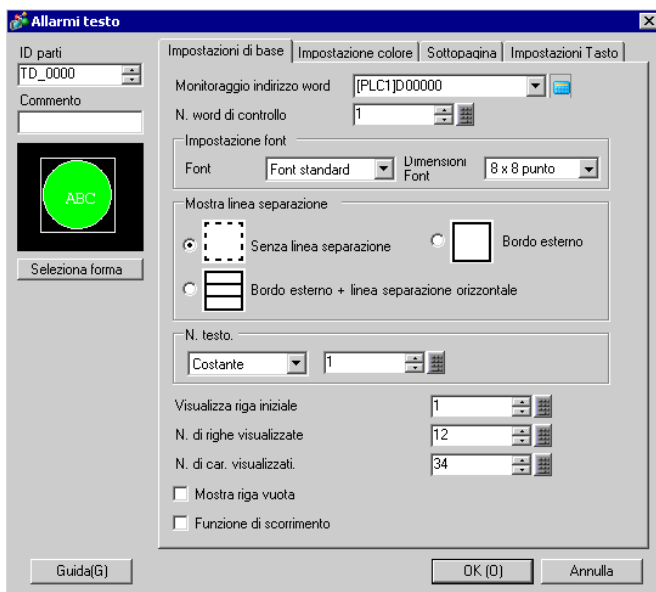 Allarmi testo
ID parti
TD_0000
Commento
ABC
Seleziona forma
Impostazioni di base Impostazione colore Sottopagina Impostazioni Tasto
Monitoraggio indirizzo word [PLC1]D00000
N. word di controllo 1
Impostazione font
Font Font standard Dimensioni Font 8 x 8 punto
Mostra linea separazione
Senza linea separazione Bordo esterno
Bordo esterno + linea separazione orizzontale
N. testo.
Costante 1
Visualizza riga iniziale 1
N. di righe visualizzate 12
N. di car. visualizzati. 34
Mostra riga vuota
Funzione di scorrimento
Guida(G) OK (O) Annulla